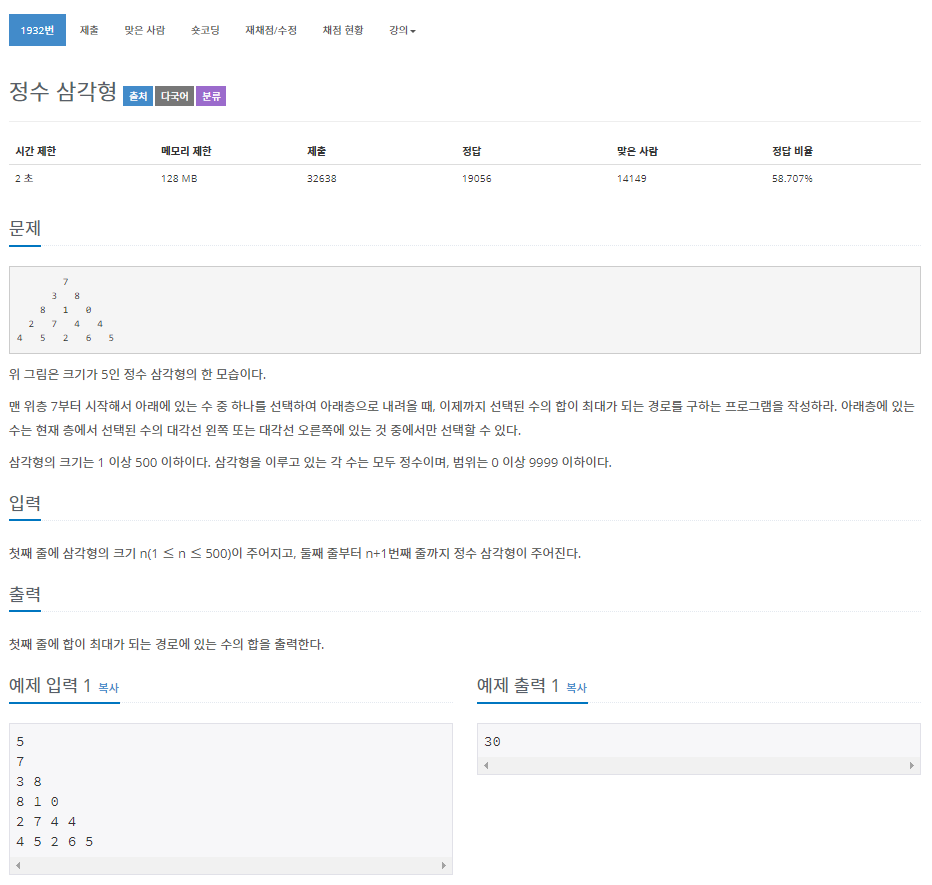 1932번 제출 맞은 사람 숏코딩 재채점/수정 채점 현황 강의
정수 삼각형 출처 다국어 분류
시간 제한 메모리 제한 제출 정답 맞은 사람 정답 비율
2 초 128 MB 32638 19056 14149 58.707%
문제
7
3 8
8 1 0
2 7 4 4
4 5 2 6 5
위 그림은 크기가 5인 정수 삼각형의 한 모습이다.
맨 위층 7부터 시작해서 아래에 있는 수 중 하나를 선택하여 아래층으로 내려올 때, 이제까지 선택된 수의 합이 최대가 되는 경로를 구하는 프로그램을 작성하라. 아래층에 있는
수는 현재 층에서 선택된 수의 대각선 왼쪽 또는 대각선 오른쪽에 있는 것 중에서만 선택할 수 있다.
삼각형의 크기는 1 이상 500 이하이다. 삼각형을 이루고 있는 각 수는 모두 정수이며, 범위는 0 이상 9999 이하이다.
입력
첫째 줄에 삼각형의 크기 n(1 ≤ n ≤ 500)이 주어지고, 둘째 줄부터 n+1번째 줄까지 정수 삼각형이 주어진다.
출력
첫째 줄에 합이 최대가 되는 경로에 있는 수의 합을 출력한다.
예제 입력 1 복사
5
7
3 8
8 1 0
2 7 4 4
4 5 2 6 5
예제 출력 1 복사
30